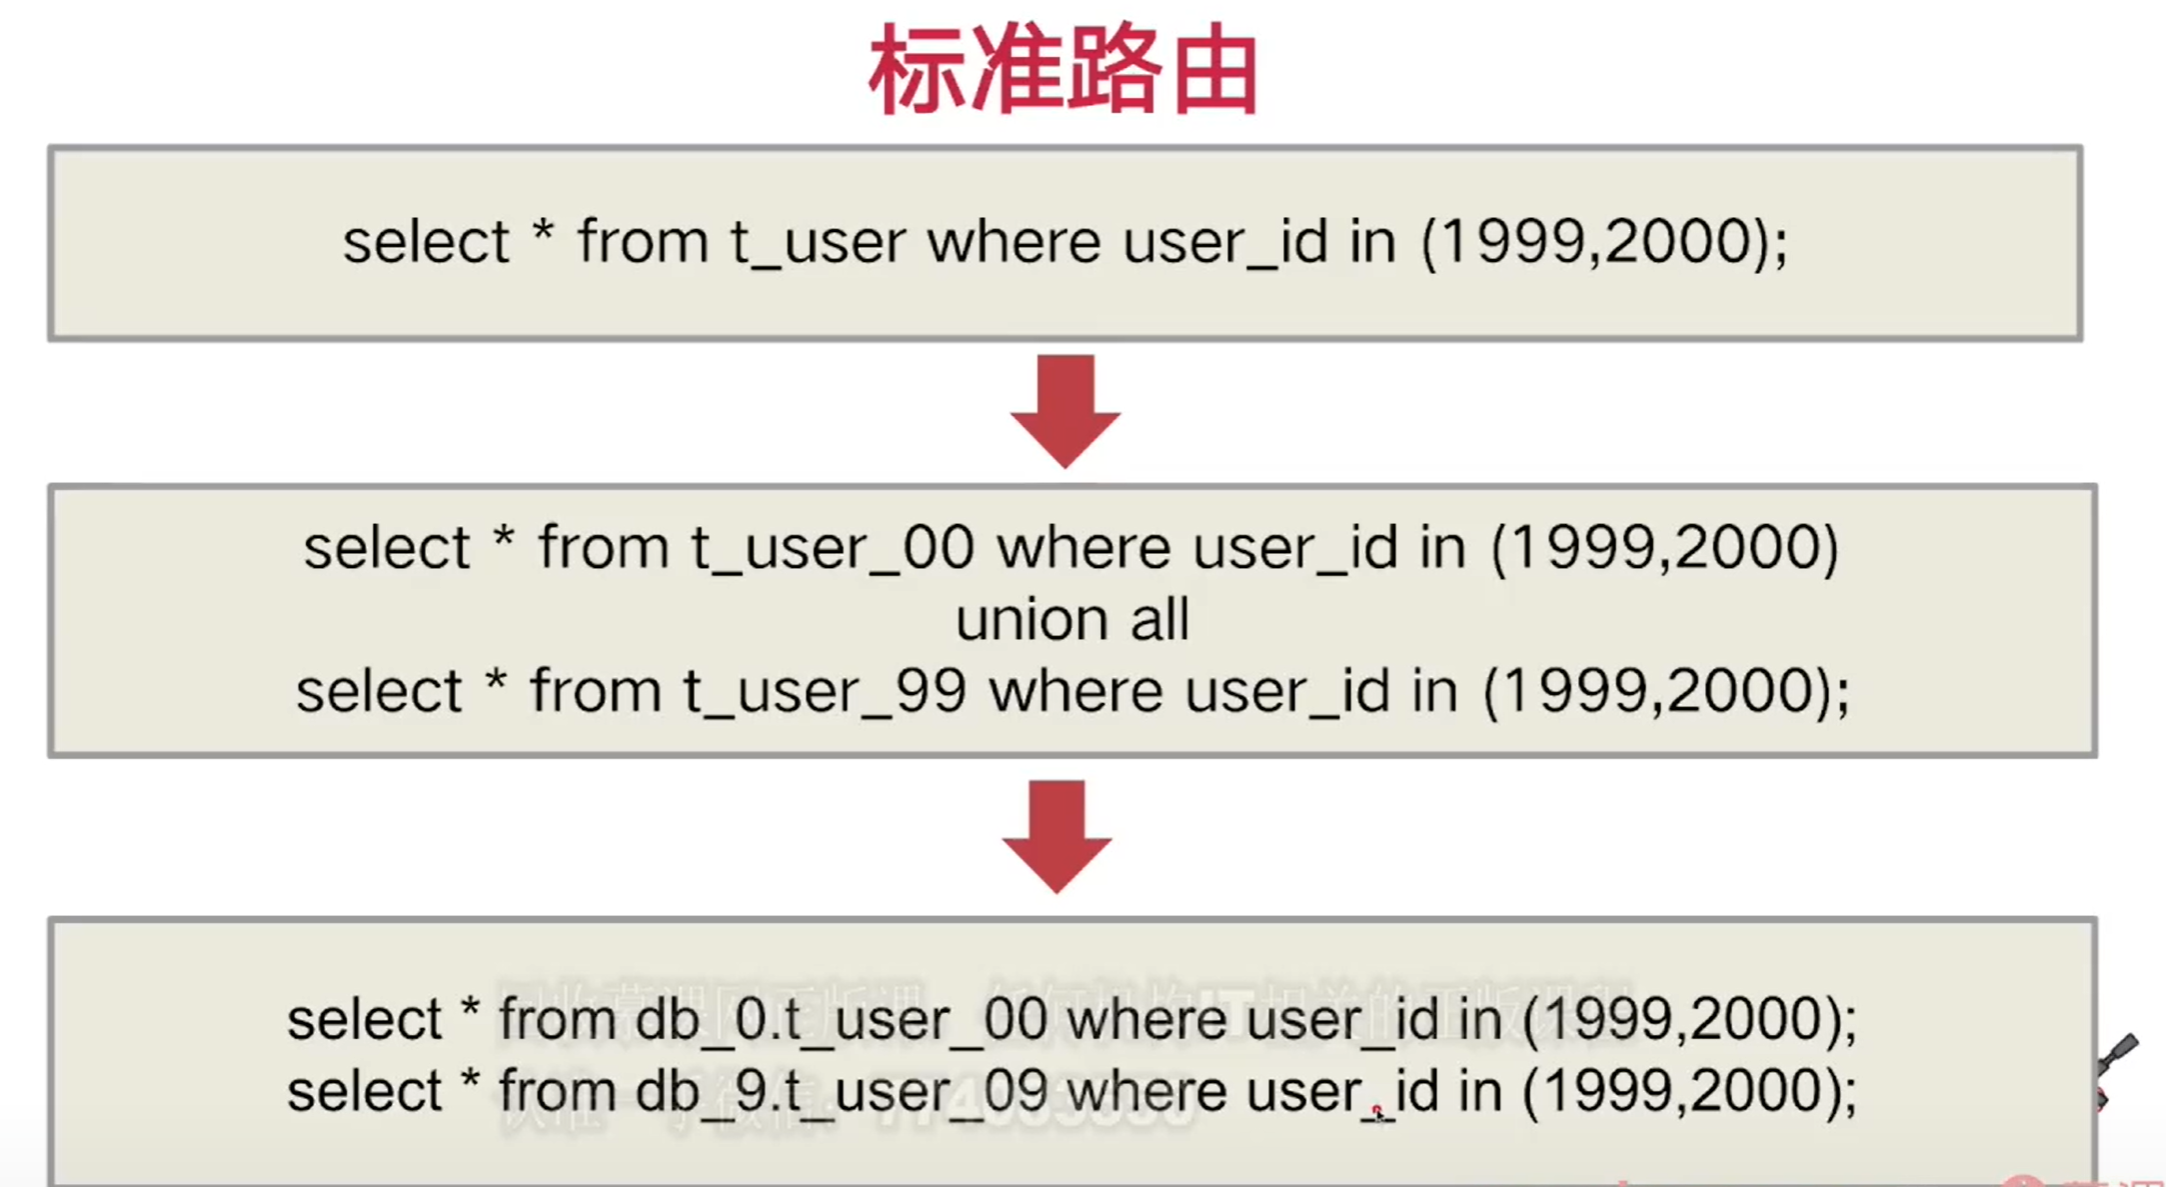 标准路由
select * from t_user where user_id in (1999,2000);
select * from t_user_00 where user_id in (1999,2000)
union all
select * from t_user_99 where user_id in (1999,2000);
select * from db_0.t_user_00 where user_id in (1999,2000);
select * from db_9.t_user_09 where user_id in (1999,2000);